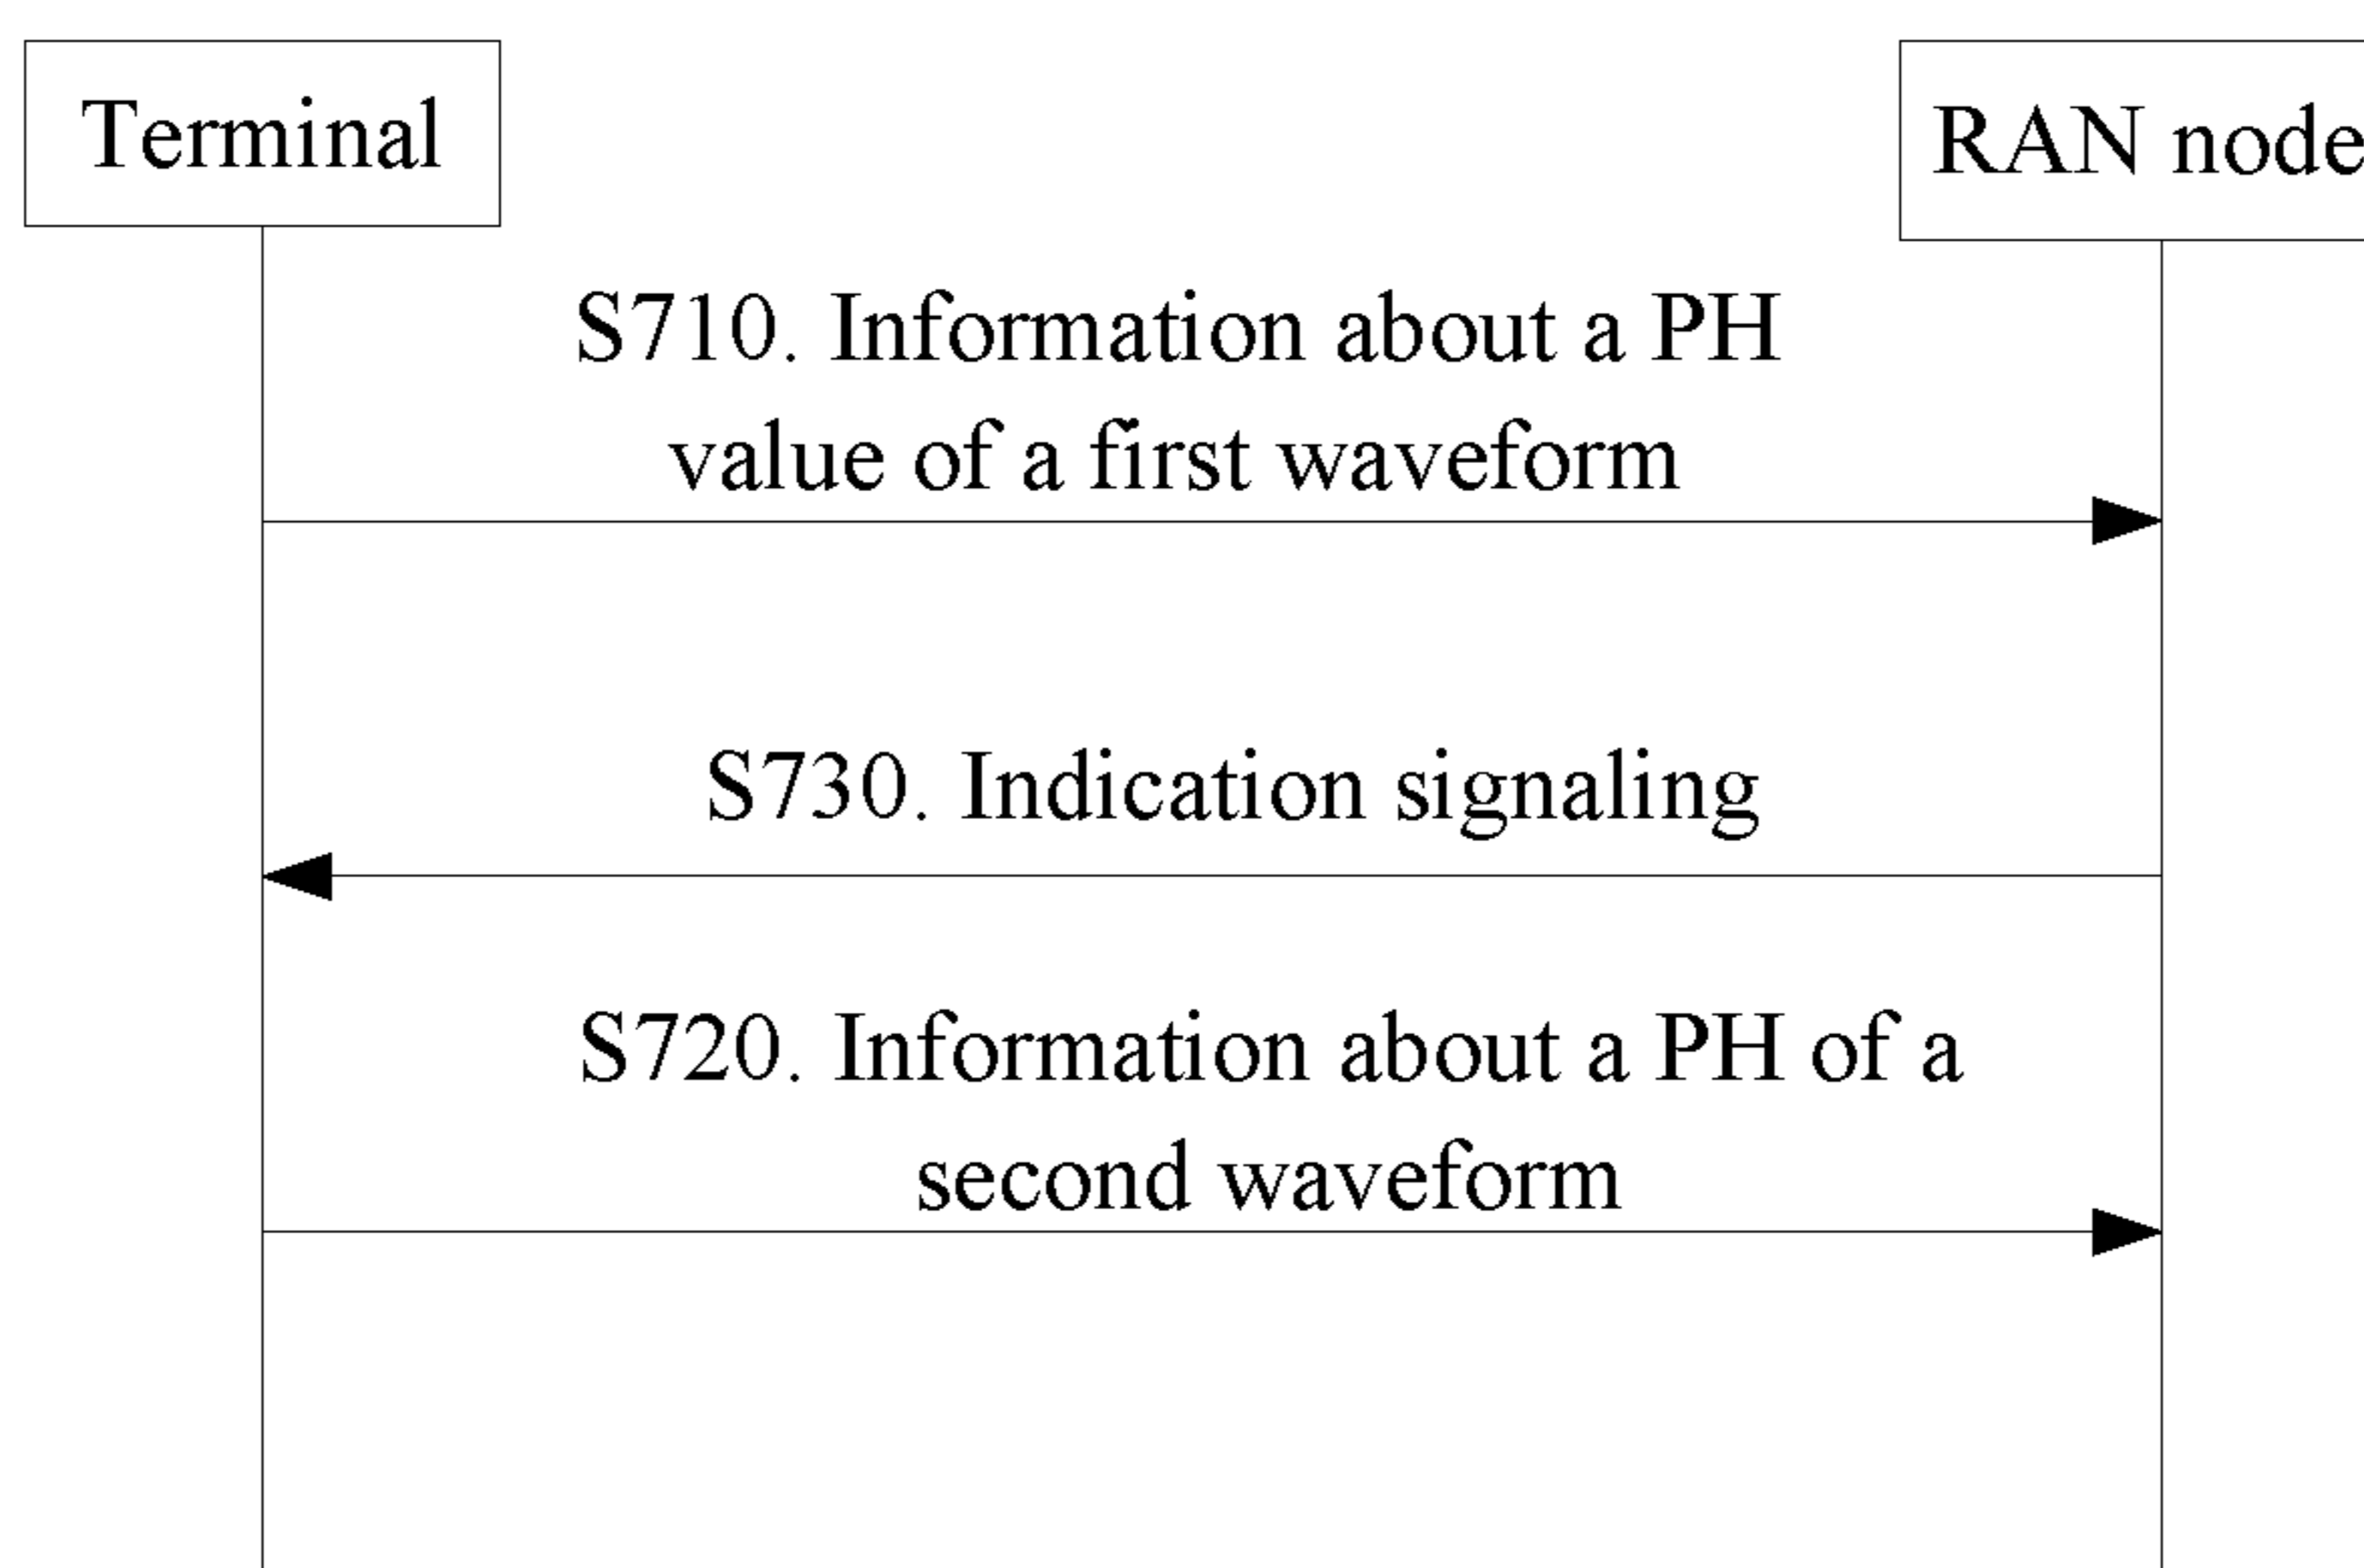 Terminal
RAN node
S710. Information about a PH
value of a first waveform
S730. Indication signaling
S720. Information about a PH of a
second waveform